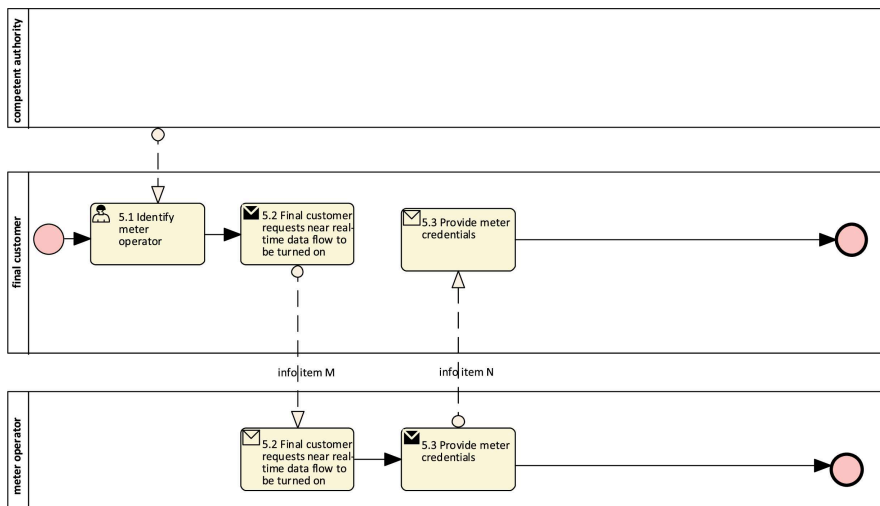 competent authority
final customer
5.1 Identify
meter
operator
5.2 Final customer
requests near real-
time data flow to
be turned on
5.3 Provide meter
credentials
info item M
info item N
meter operator
5.2 Final customer
requests near real-
time data flow to
be turned on
5.3 Provide meter
credentials